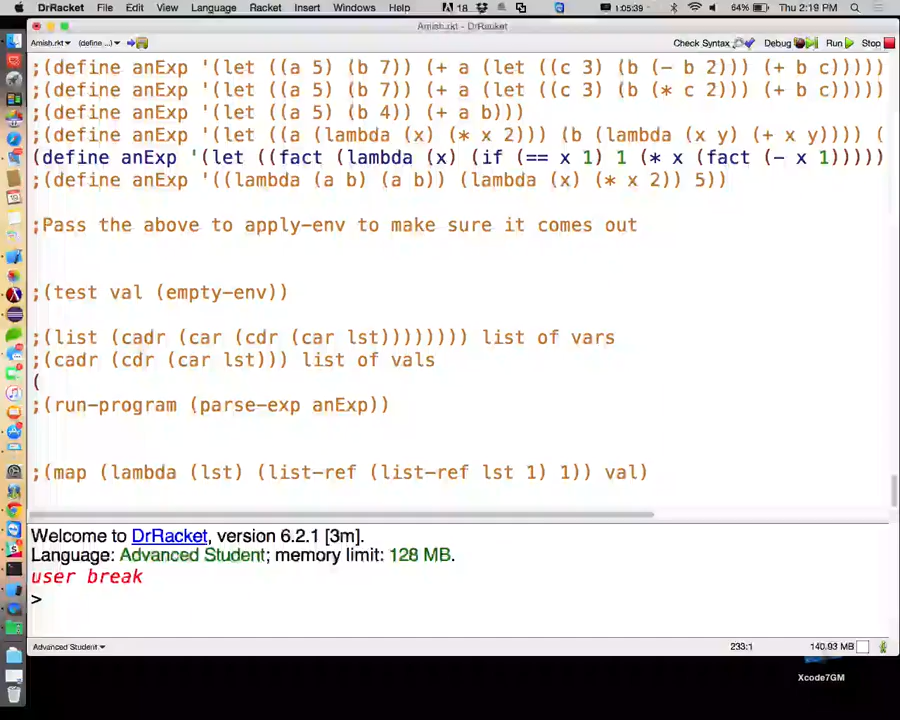 DrRacket File Edit View Language Racket Insert Windows Help 18 1:05:39 64% Thu 2:19 PM
Amish.rkt - DrRacket
Amish.rkt (define ...) Check Syntax Debug Run Stop
;(define anExp '(let ((a 5) (b 7)) (+ a (let ((c 3) (b (- b 2))) (+ b c)))))
;(define anExp '(let ((a 5) (b 7)) (+ a (let ((c 3) (b (* c 2))) (+ b c)))))
;(define anExp '(let ((a 5) (b 4)) (+ a b)))
;(define anExp '(let ((a (lambda (x) (* x 2))) (b (lambda (x y) (+ x y)))) (
(define anExp '(let ((fact (lambda (x) (if (== x 1) 1 (* x (fact (- x 1)))))
;(define anExp '((lambda (a b) (a b)) (lambda (x) (* x 2)) 5))
;Pass the above to apply-env to make sure it comes out
;(test val (empty-env))
;(list (cadr (car (cdr (car lst)))))))) list of vars
;(cadr (cdr (car lst))) list of vals
(
;(run-program (parse-exp anExp))
;(map (lambda (lst) (list-ref (list-ref lst 1) 1)) val)
Welcome to DrRacket, version 6.2.1 [3m].
Language: Advanced Student; memory limit: 128 MB.
user break
>
Advanced Student 233:1 140.93 MB
Xcode7GM